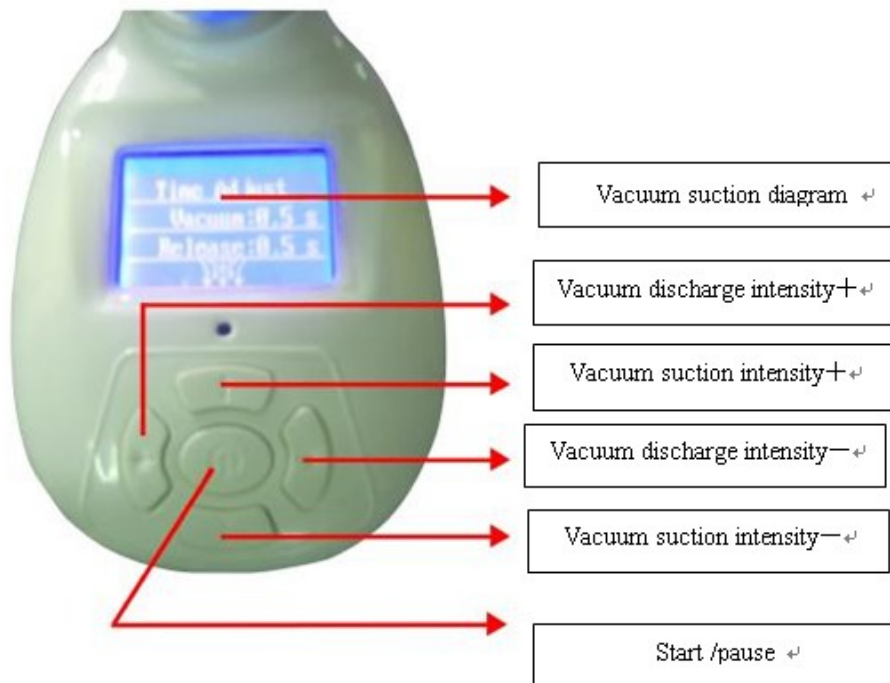 Time Adjust
Vacuum:0.5 s
Release:0.5 s
Vacuum suction diagram ↵
Vacuum discharge intensity＋↵
Vacuum suction intensity＋↵
Vacuum discharge intensity—↵
Vacuum suction intensity—↵
Start /pause ↵